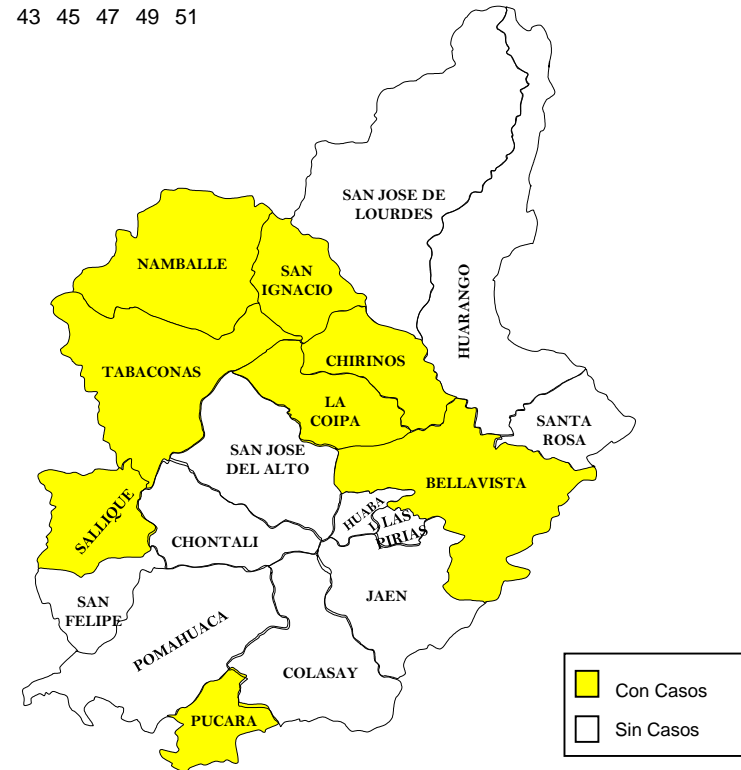 43 45 47 49 51
SAN JOSE DE
LOURDES
NAMBALLE
SAN
IGNACIO
HUARANGO
CHIRINOS
TABACONAS
LA
COIPA
SANTA
ROSA
SAN JOSE
DEL ALTO
BELLAVISTA
SALLIQUE
HUABAL
LAS
PIRIAS
CHONTALI
JAEN
SAN
FELIPE
POMAHUACA
COLASAY
PUCARA
Con Casos
Sin Casos